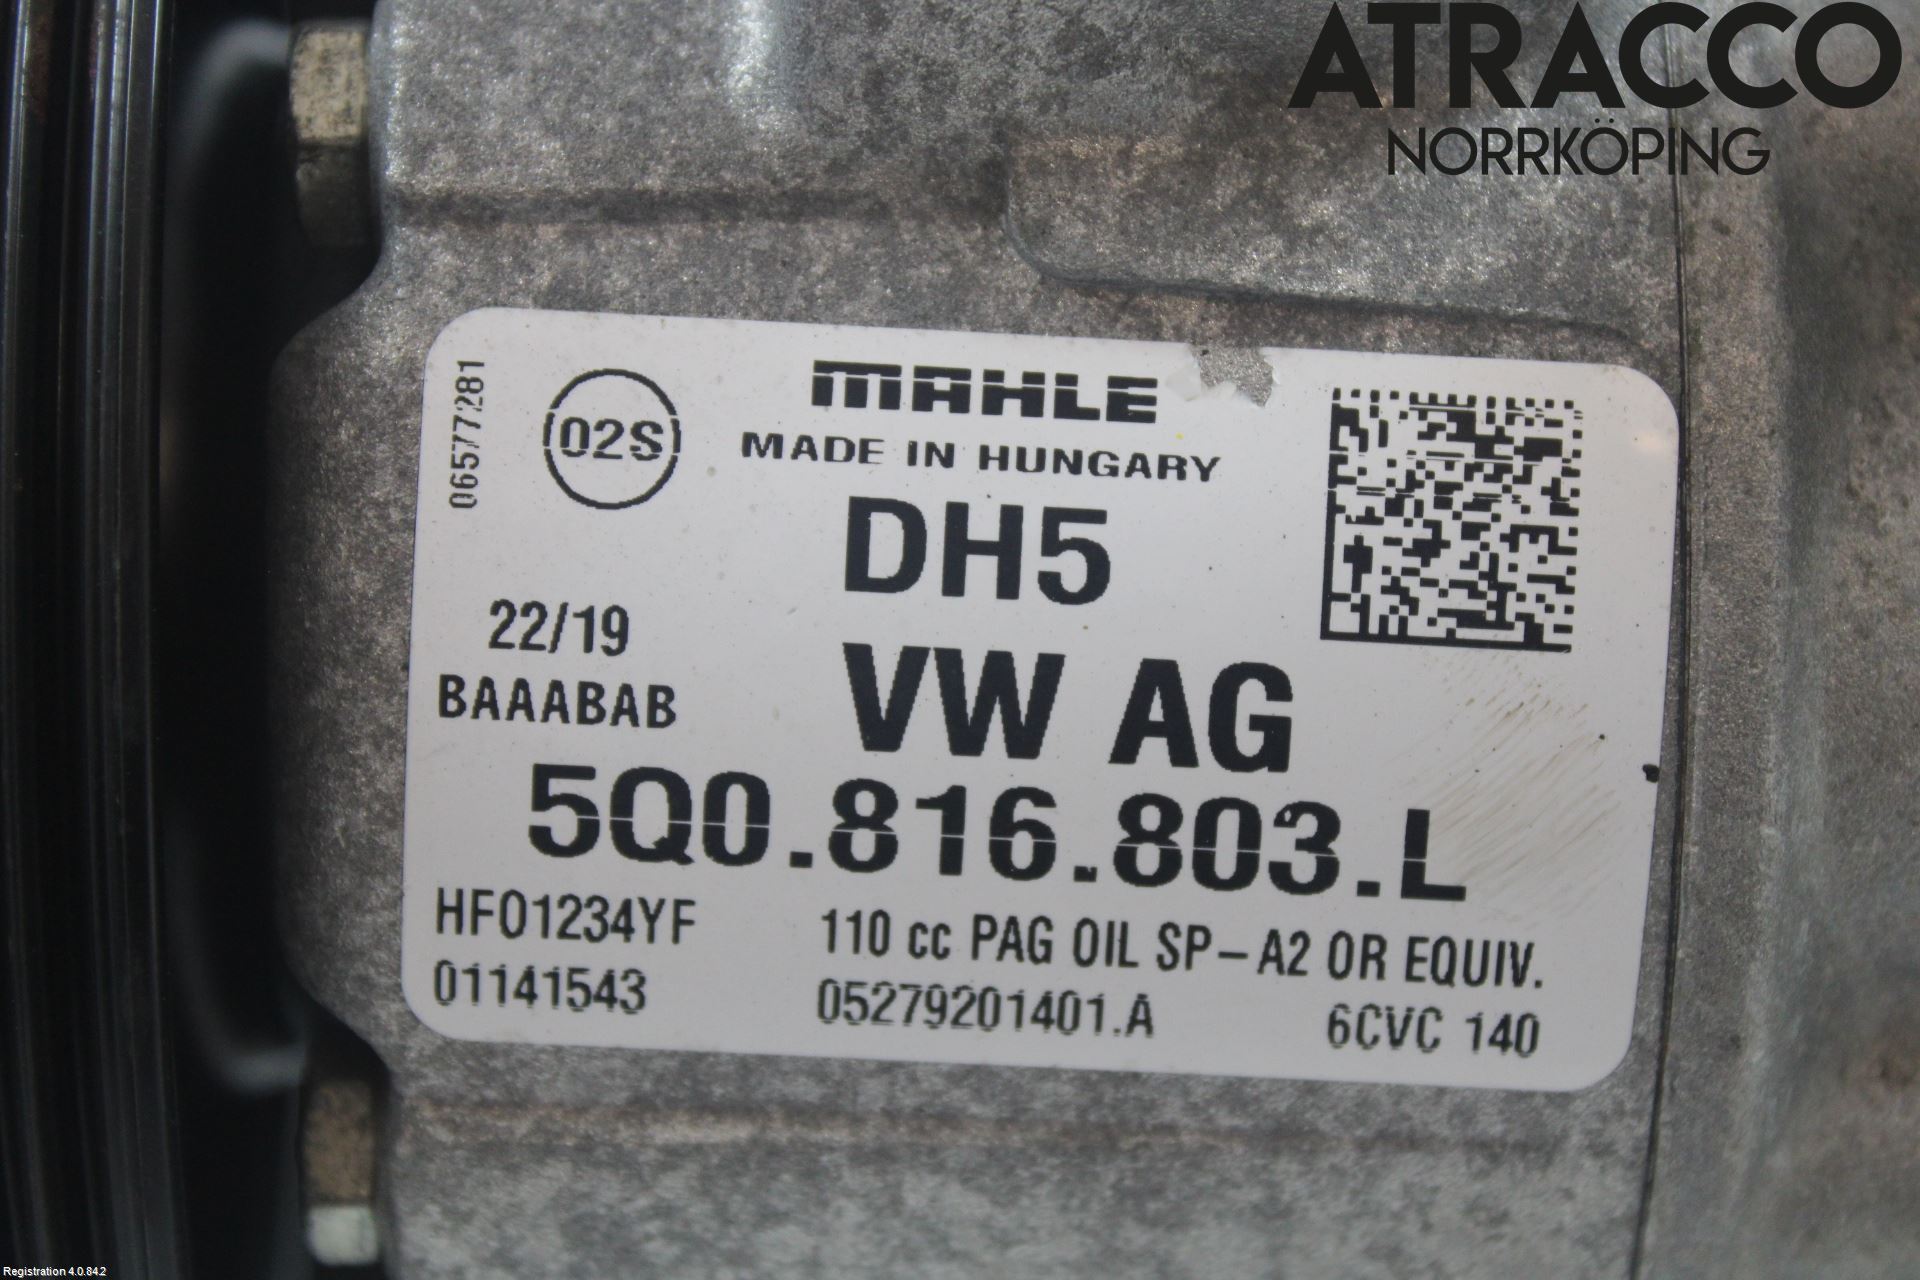 ATRACCO
NORRKÖPING
06577281
02S
MAHLE
MADE IN HUNGARY
DH5
22/19
BAAABAB
VW AG
5Q0.816.803.L
HFO1234YF
110 cc PAG OIL SP-A2 OR EQUIV.
01141543
05279201401.A
6CVC 140
Registration 4.0.84.2